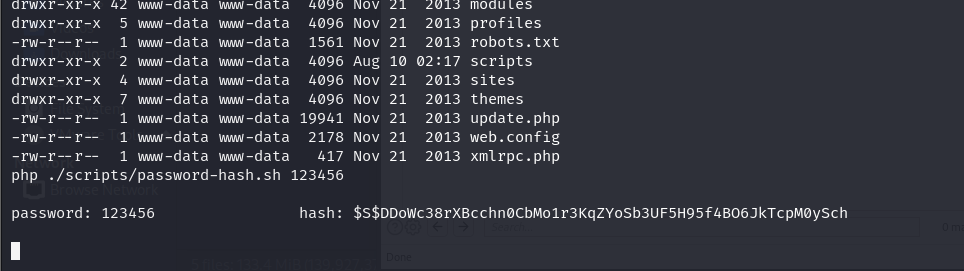 drwxr-xr-x 42 www-data www-data  4096 Nov 21  2013 modules
drwxr-xr-x  5 www-data www-data  4096 Nov 21  2013 profiles
-rw-r--r--  1 www-data www-data  1561 Nov 21  2013 robots.txt
drwxr-xr-x  2 www-data www-data  4096 Aug 10 02:17 scripts
drwxr-xr-x  4 www-data www-data  4096 Nov 21  2013 sites
drwxr-xr-x  7 www-data www-data  4096 Nov 21  2013 themes
-rw-r--r--  1 www-data www-data 19941 Nov 21  2013 update.php
-rw-r--r--  1 www-data www-data  2178 Nov 21  2013 web.config
-rw-r--r--  1 www-data www-data   417 Nov 21  2013 xmlrpc.php
php ./scripts/password-hash.sh 123456
Browse Network
password: 123456                hash: $S$DDoWc38rXBcchn0CbMo1r3KqZYoSb3UF5H95f4BO6JkTcpM0ySch
Search
Done